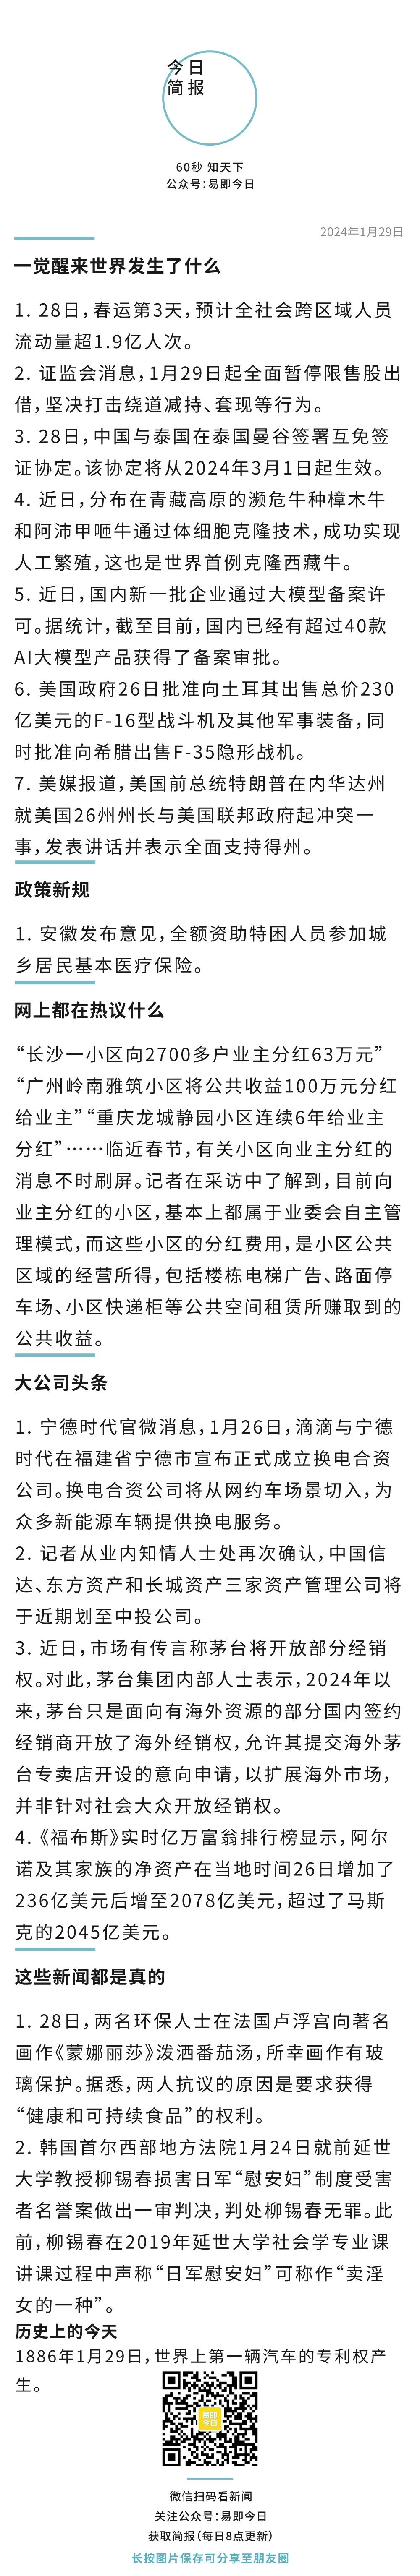 今日
简报
60秒 知天下
公众号：易即今日
2024年1月29日
一觉醒来世界发生了什么
1. 28日，春运第3天，预计全社会跨区域人员
流动量超1.9亿人次。
2. 证监会消息，1月29日起全面暂停限售股出
借，坚决打击绕道减持、套现等行为。
3. 28日，中国与泰国在泰国曼谷签署互免签
证协定。该协定将从2024年3月1日起生效。
4. 近日，分布在青藏高原的濒危牛种樟木牛
和阿沛甲咂牛通过体细胞克隆技术，成功实现
人工繁殖，这也是世界首例克隆西藏牛。
5. 近日，国内新一批企业通过大模型备案许
可。据统计，截至目前，国内已经有超过40款
AI大模型产品获得了备案审批。
6. 美国政府26日批准向土耳其出售总价230
亿美元的F-16型战斗机及其他军事装备，同
时批准向希腊出售F-35隐形战机。
7. 美媒报道，美国前总统特朗普在内华达州
就美国26州州长与美国联邦政府起冲突一
事，发表讲话并表示全面支持得州。
政策新规
1. 安徽发布意见，全额资助特困人员参加城
乡居民基本医疗保险。
网上都在热议什么
“长沙一小区向2700多户业主分红63万元”
“广州岭南雅筑小区将公共收益100万元分红
给业主”“重庆龙城静园小区连续6年给业主
分红”……临近春节，有关小区向业主分红的
消息不时刷屏。记者在采访中了解到，目前向
业主分红的小区，基本上都属于业委会自主管
理模式，而这些小区的分红费用，是小区公共
区域的经营所得，包括楼栋电梯广告、路面停
车场、小区快递柜等公共空间租赁所赚取到的
公共收益。
大公司头条
1. 宁德时代官微消息，1月26日，滴滴与宁德
时代在福建省宁德市宣布正式成立换电合资
公司。换电合资公司将从网约车场景切入，为
众多新能源车辆提供换电服务。
2. 记者从业内知情人士处再次确认，中国信
达、东方资产和长城资产三家资产管理公司将
于近期划至中投公司。
3. 近日，市场有传言称茅台将开放部分经销
权。对此，茅台集团内部人士表示，2024年以
来，茅台只是面向有海外资源的部分国内签约
经销商开放了海外经销权，允许其提交海外茅
台专卖店开设的意向申请，以扩展海外市场，
并非针对社会大众开放经销权。
4.《福布斯》实时亿万富翁排行榜显示，阿尔
诺及其家族的净资产在当地时间26日增加了
236亿美元后增至2078亿美元，超过了马斯
克的2045亿美元。
这些新闻都是真的
1. 28日，两名环保人士在法国卢浮宫向著名
画作《蒙娜丽莎》泼洒番茄汤，所幸画作有玻
璃保护。据悉，两人抗议的原因是要求获得
“健康和可持续食品”的权利。
2. 韩国首尔西部地方法院1月24日就前延世
大学教授柳锡春损害日军“慰安妇”制度受害
者名誉案做出一审判决，判处柳锡春无罪。此
前，柳锡春在2019年延世大学社会学专业课
讲课过程中声称“日军慰安妇”可称作“卖淫
女的一种”。
历史上的今天
1886年1月29日，世界上第一辆汽车的专利权产
生。
易即
今日
微信扫码看新闻
关注公众号：易即今日
获取简报（每日8点更新）
长按图片保存可分享至朋友圈